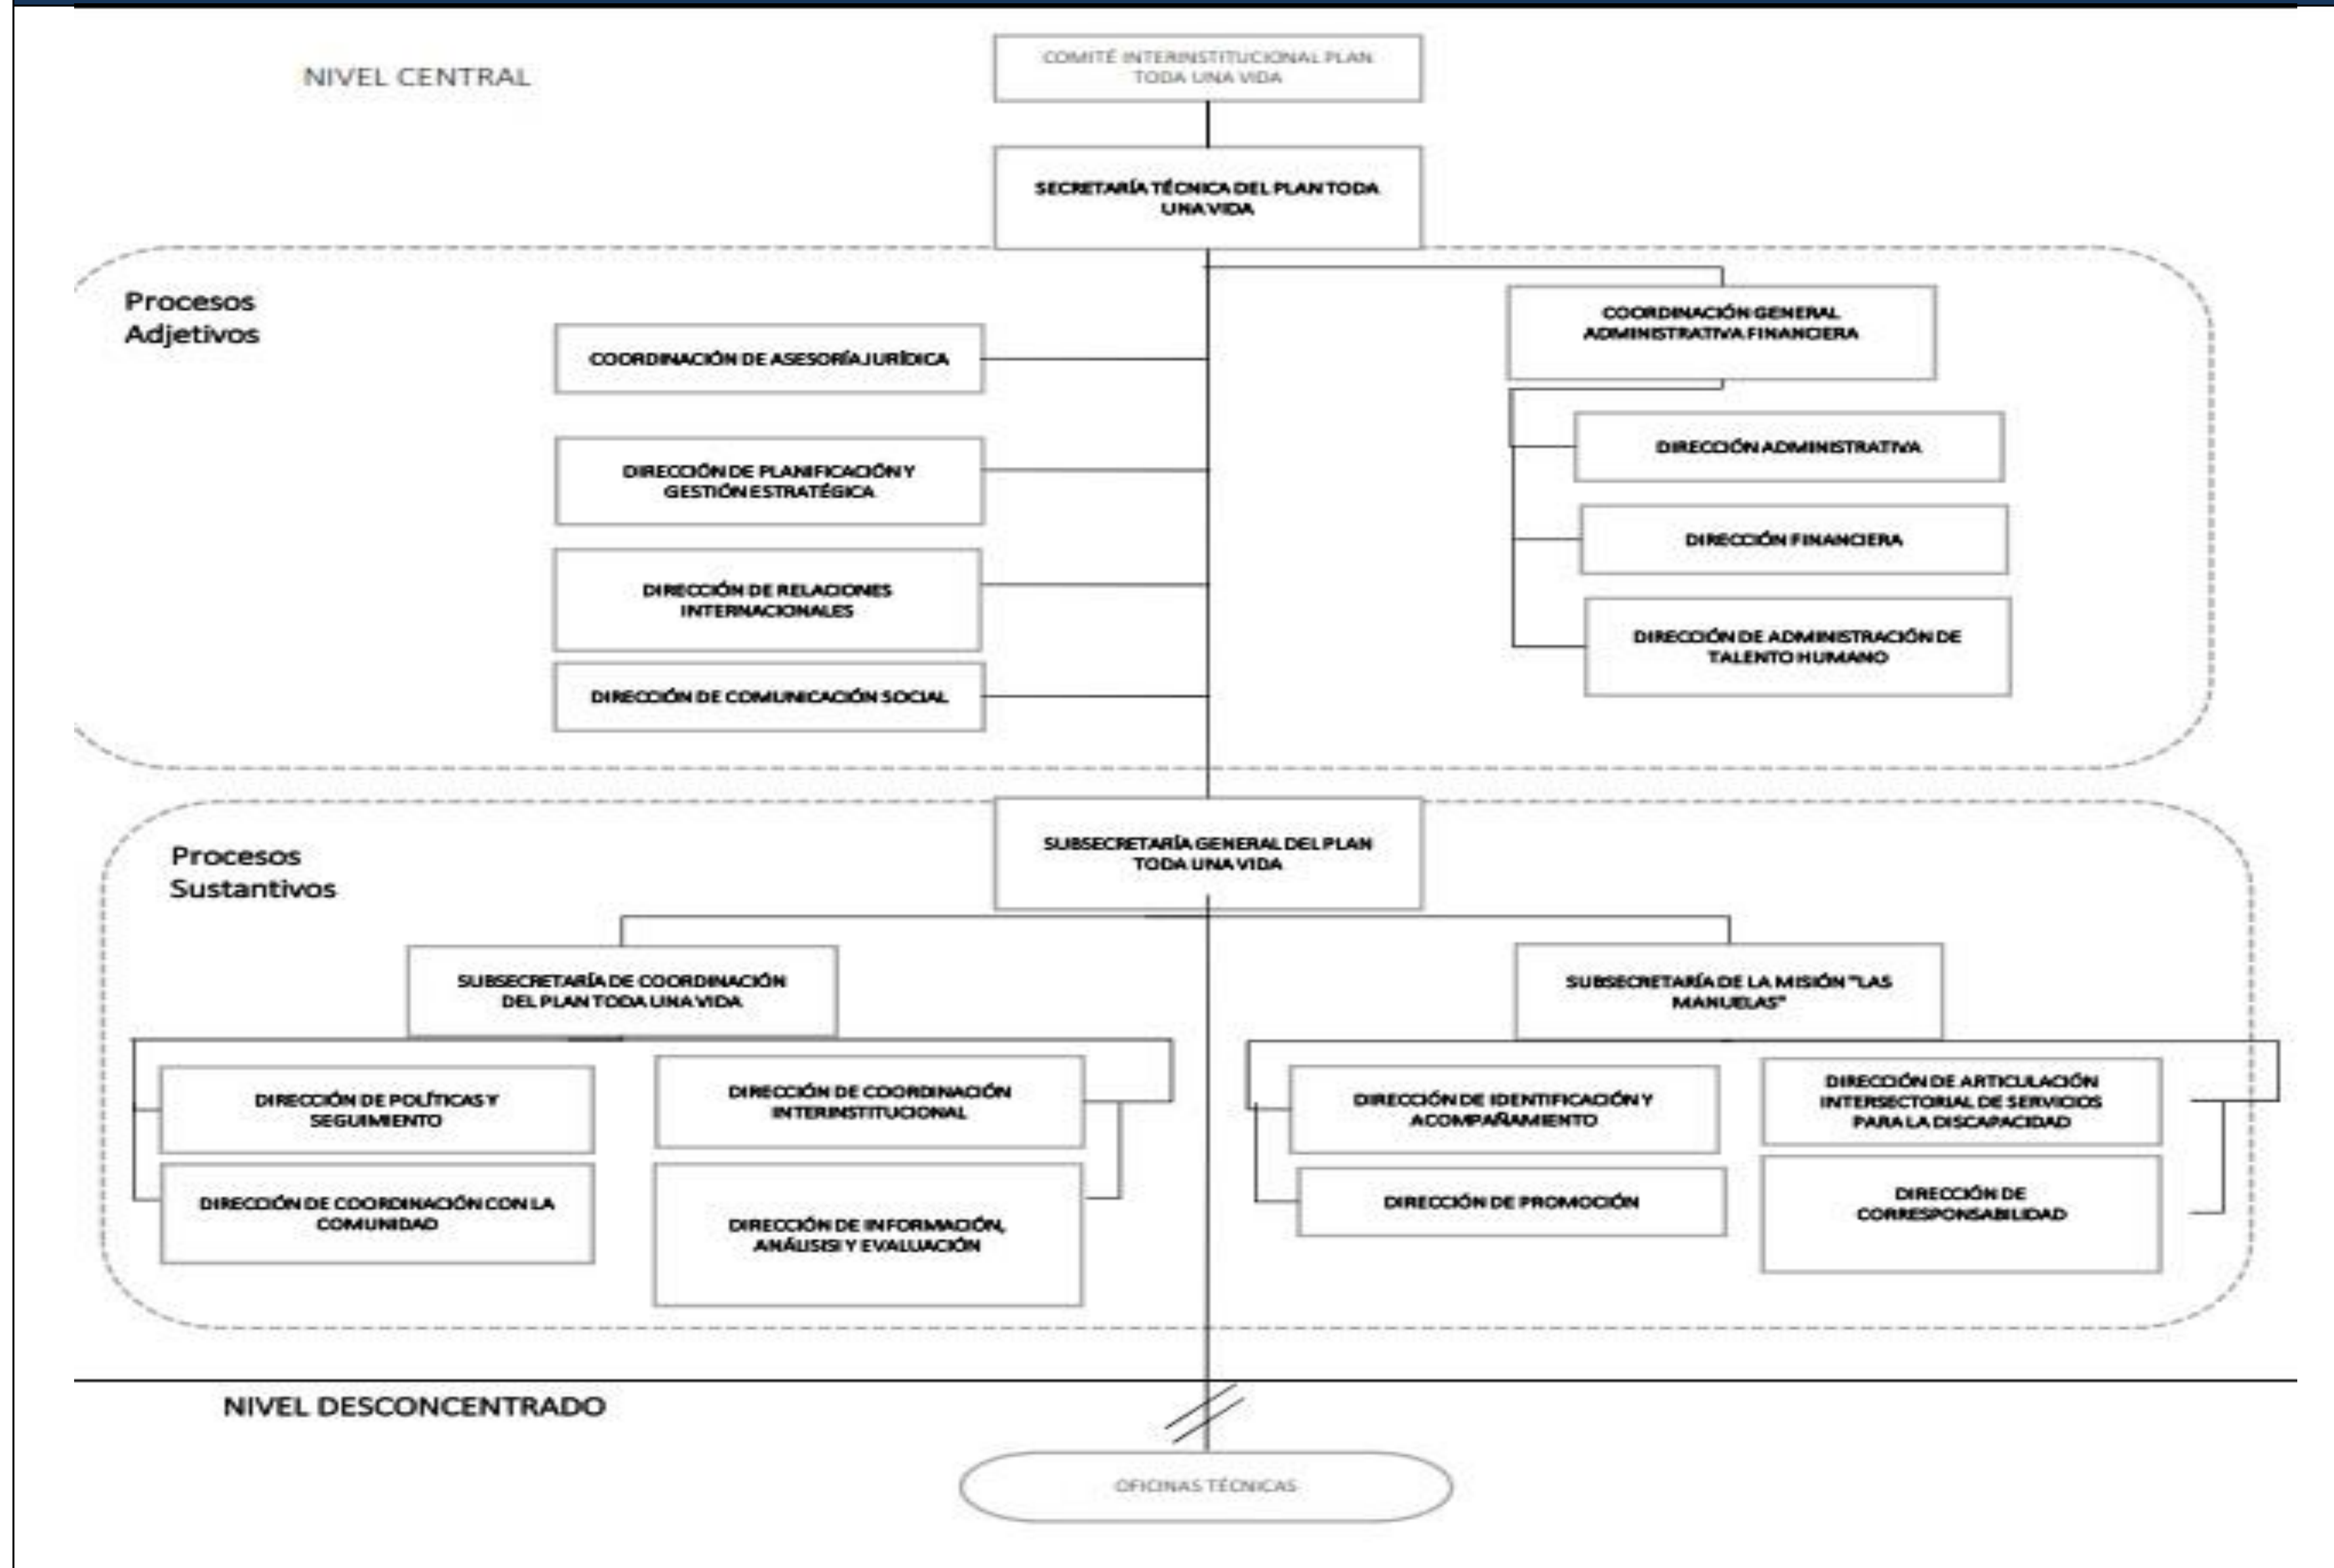 NIVEL CENTRAL
COMITÉ INTERINSTITUCIONAL PLAN
TODA UNA VIDA
SECRETARÍA TÉCNICA DEL PLAN TODA
UNA VIDA
Procesos
Adjetivos
COORDINACIÓN GENERAL
ADMINISTRATIVA FINANCIERA
COORDINACIÓN DE ASESORÍA JURÍDICA
DIRECCIÓN ADMINISTRATIVA
DIRECCIÓN DE PLANIFICACIÓN Y
GESTIÓN ESTRATÉGICA
DIRECCIÓN FINANCIERA
DIRECCIÓN DE RELACIONES
INTERNACIONALES
DIRECCIÓN DE ADMINISTRACIÓN DE
TALENTO HUMANO
DIRECCIÓN DE COMUNICACIÓN SOCIAL
SUBSECRETARÍA GENERAL DEL PLAN
TODA UNA VIDA
Procesos
Sustantivos
SUBSECRETARÍA DE COORDINACIÓN
DEL PLAN TODA UNA VIDA
SUBSECRETARÍA DE LA MISIÓN "LAS
MANUELAS"
DIRECCIÓN DE POLÍTICAS Y
SEGUIMIENTO
DIRECCIÓN DE COORDINACIÓN
INTERINSTITUCIONAL
DIRECCIÓN DE IDENTIFICACIÓN Y
ACOMPAÑAMIENTO
DIRECCIÓN DE ARTICULACIÓN
INTERSECTORIAL DE SERVICIOS
PARA LA DISCAPACIDAD
DIRECCIÓN DE COORDINACIÓN CON LA
COMUNIDAD
DIRECCIÓN DE INFORMACIÓN,
ANÁLISISI Y EVALUACIÓN
DIRECCIÓN DE PROMOCIÓN
DIRECCIÓN DE
CORRESPONSABILIDAD
NIVEL DESCONCENTRADO
OFICINAS TÉCNICAS